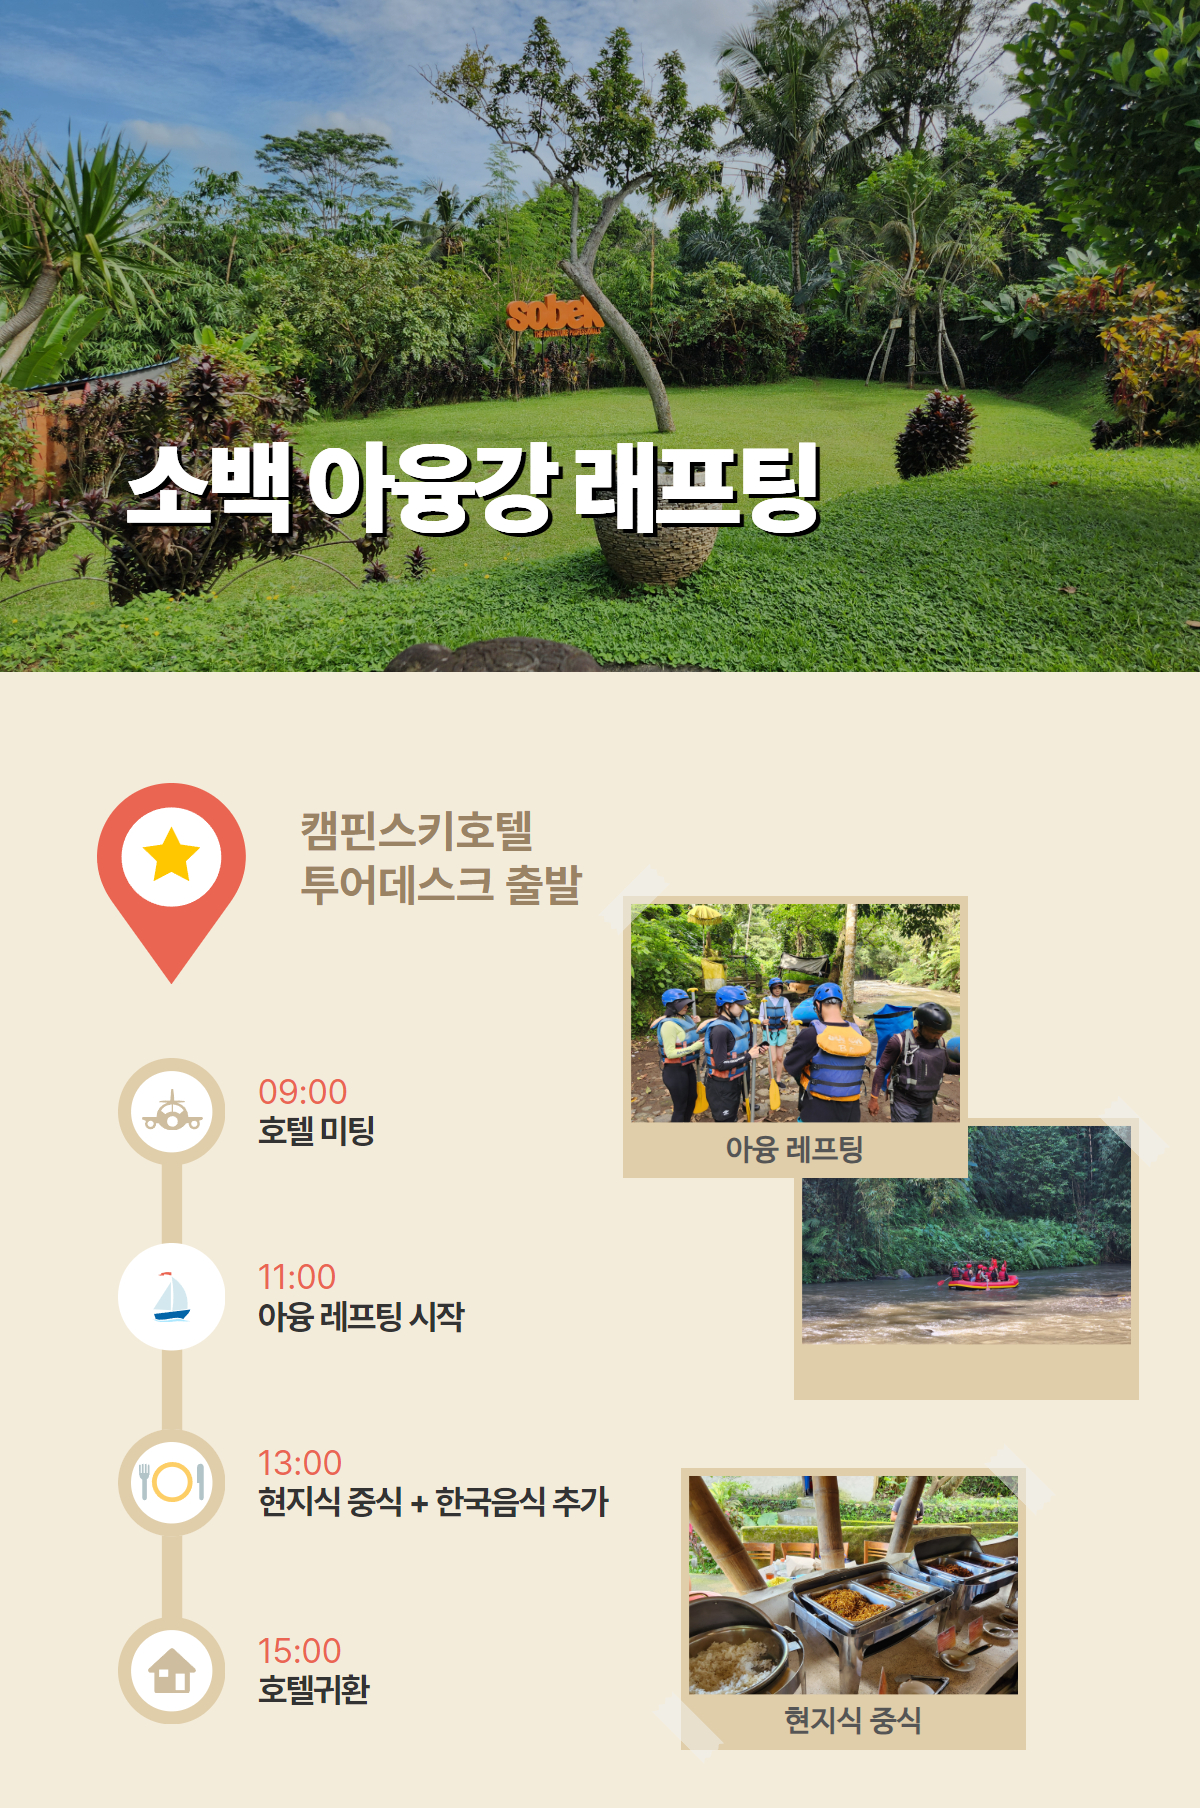 sobek
소백 아융강 래프팅
캠핀스키호텔
투어데스크 출발
09:00
호텔 미팅
11:00
아융 레프팅 시작
13:00
현지식 중식 + 한국음식 추가
15:00
호텔귀환
아융 레프팅
현지식 중식